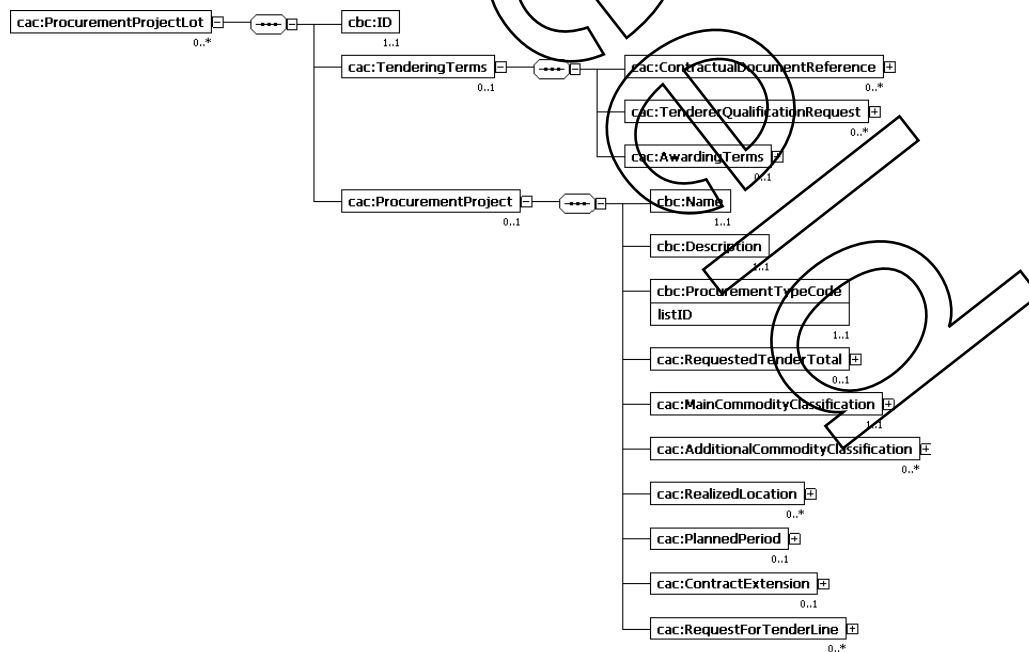 cac:ProcurementProjectLot
0..*
cbc:ID
1..1
cac:TenderingTerms
0..1
cac:ContractualDocumentReference
0..*
cac:TendererQualificationRequest
0..*
cac:AwardingTerms
0..1
cac:ProcurementProject
0..1
cbc:Name
1..1
cbc:Description
1..1
cbc:ProcurementTypeCode
listID
1..1
cac:RequestedTenderTotal
0..1
cac:MainCommodityClassification
1..1
cac:AdditionalCommodityClassification
0..*
cac:RealizedLocation
0..*
cac:PlannedPeriod
0..1
cac:ContractExtension
0..1
cac:RequestForTenderLine
0..*